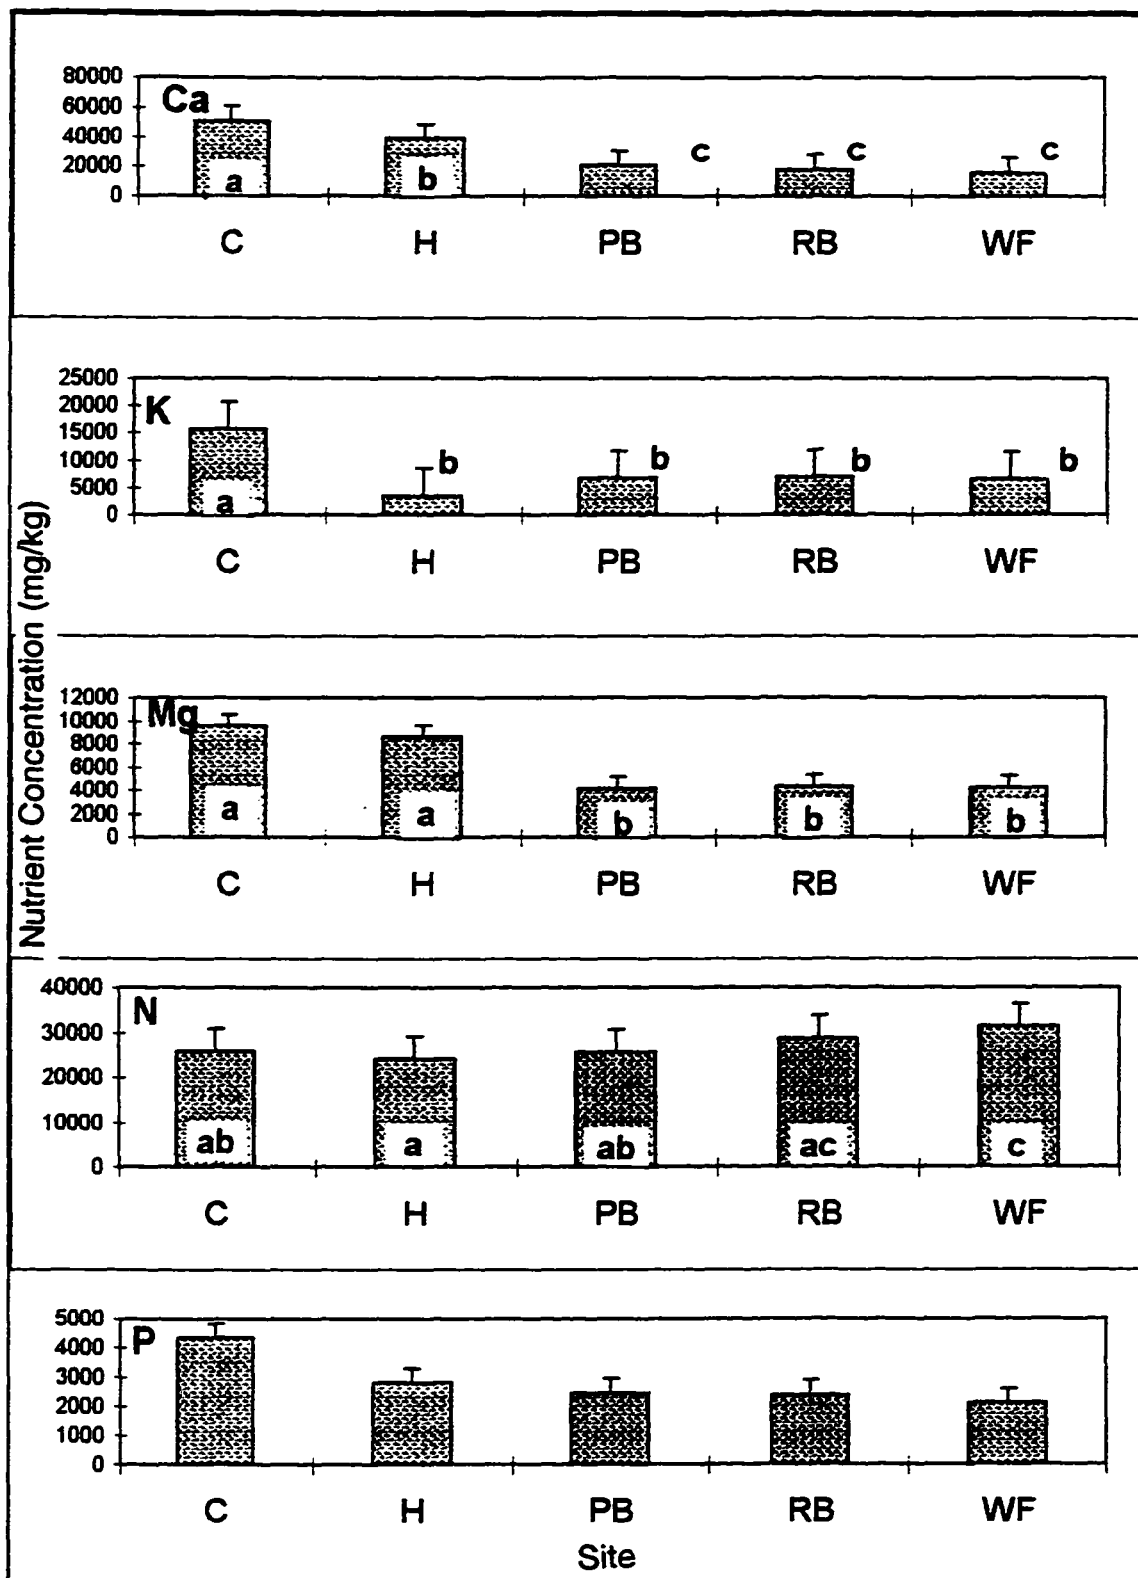 Nutrient Concentration (mg/kg)
80000
60000
40000
20000
0
Ca
a
b
c
c
c
C H PB RB WF
25000
20000
15000
10000
5000
0
K
a
b
b
b
b
C H PB RB WF
12000
10000
8000
6000
4000
2000
0
Mg
a
a
b
b
b
C H PB RB WF
40000
30000
20000
10000
0
N
ab
a
ab
ac
c
C H PB RB WF
5000
4000
3000
2000
1000
0
P
C H PB RB WF
Site